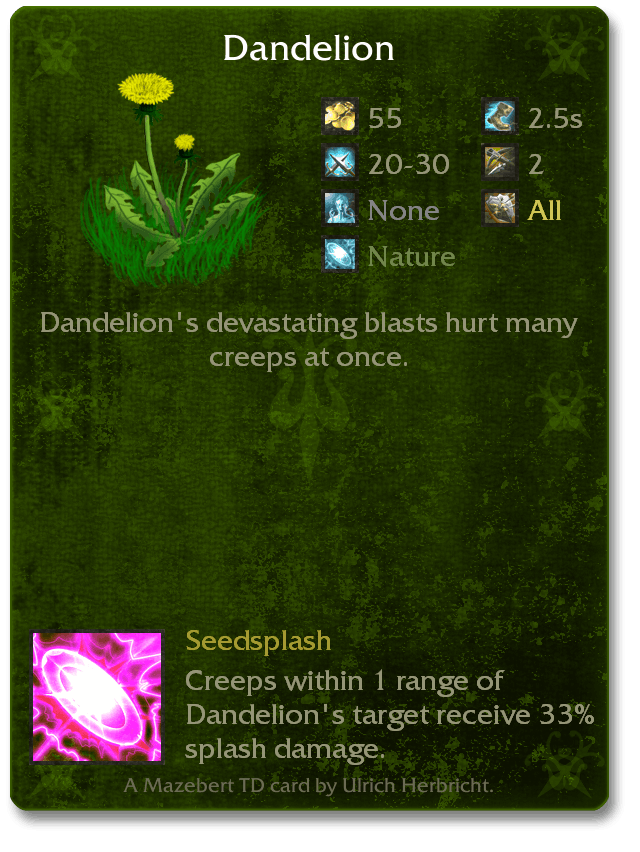 Dandelion
55
2.5s
20-30
2
None
All
Nature
Dandelion's devastating blasts hurt many
creeps at once.
Seedsplash
Creeps within 1 range of
Dandelion's target receive 33%
splash damage.
A Mazebert TD card by Ulrich Herbricht.